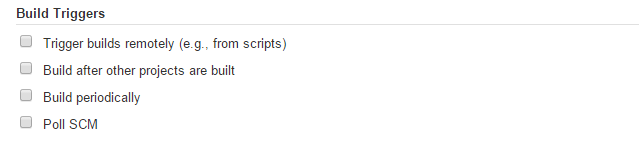 Build Triggers
Trigger builds remotely (e.g., from scripts)
Build after other projects are built
Build periodically
Poll SCM